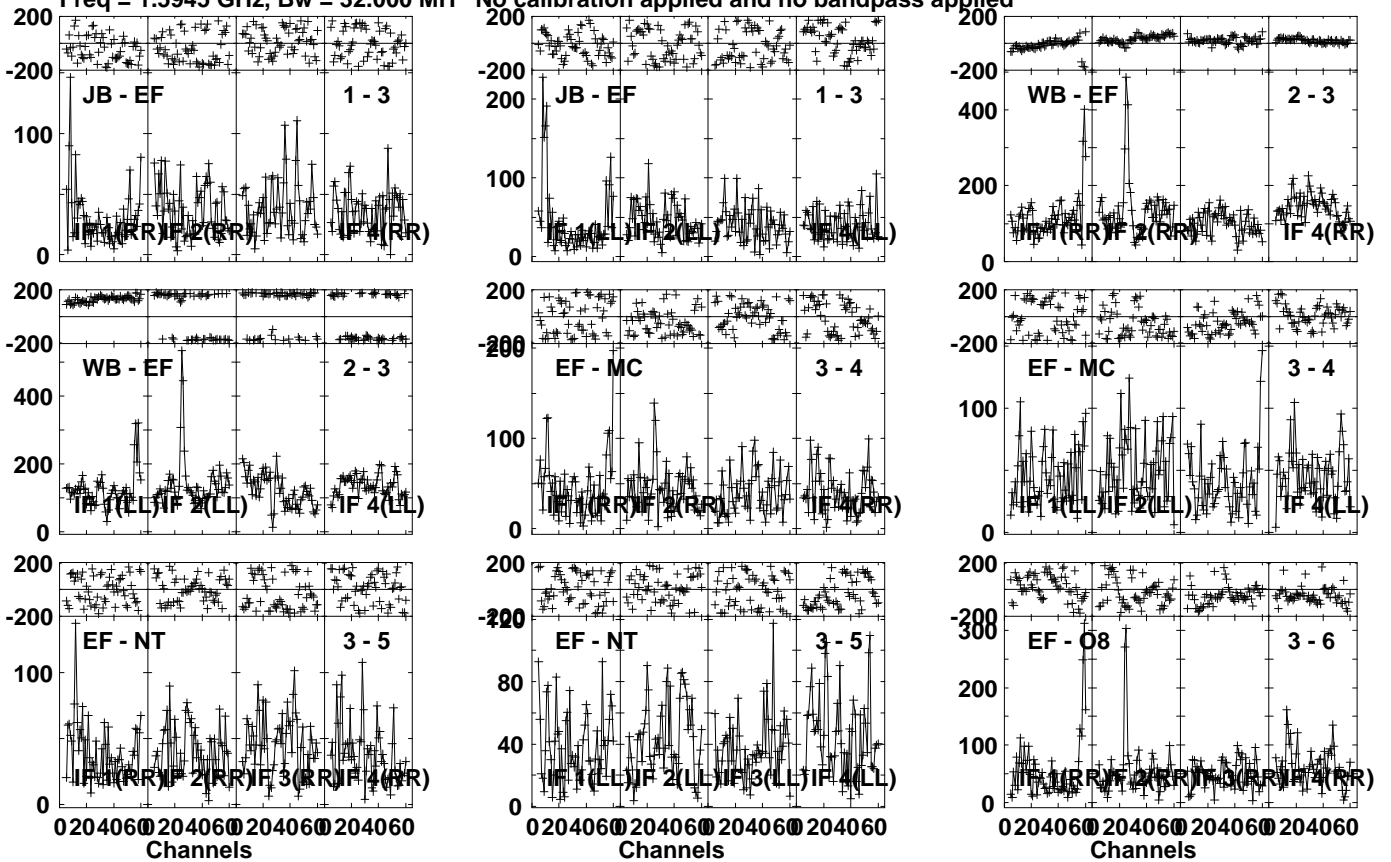 Freq = 1.5945 GHz, Bw = 32.000 MH No calibration applied and no bandpass applied
200
-200
JB - EF
1 - 3
100
0
IF 1(RR)
IF 2(RR)
IF 4(RR)
200
-200
JB - EF
1 - 3
200
100
0
IF 1(LL)
IF 2(LL)
IF 4(LL)
200
-200
WB - EF
2 - 3
400
200
0
IF 1(RR)
IF 2(RR)
IF 4(RR)
200
-200
WB - EF
2 - 3
400
200
0
IF 1(LL)
IF 2(LL)
IF 4(LL)
200
-200
200
EF - MC
3 - 4
100
0
IF 1(RR)
IF 2(RR)
IF 4(RR)
200
-200
EF - MC
3 - 4
100
0
IF 1(LL)
IF 2(LL)
IF 4(LL)
200
-200
EF - NT
3 - 5
100
0
IF 1(RR)
IF 2(RR)
IF 3(RR)
IF 4(RR)
0 20 40 60 0 20 40 60 0 20 40 60 0 20 40 60
Channels
200
-200
120
EF - NT
3 - 5
80
40
0
IF 1(LL)
IF 2(LL)
IF 3(LL)
IF 4(LL)
0 20 40 60 0 20 40 60 0 20 40 60 0 20 40 60
Channels
200
-200
EF - O8
3 - 6
300
200
100
0
IF 1(RR)
IF 2(RR)
IF 3(RR)
IF 4(RR)
0 20 40 60 0 20 40 60 0 20 40 60 0 20 40 60
Channels